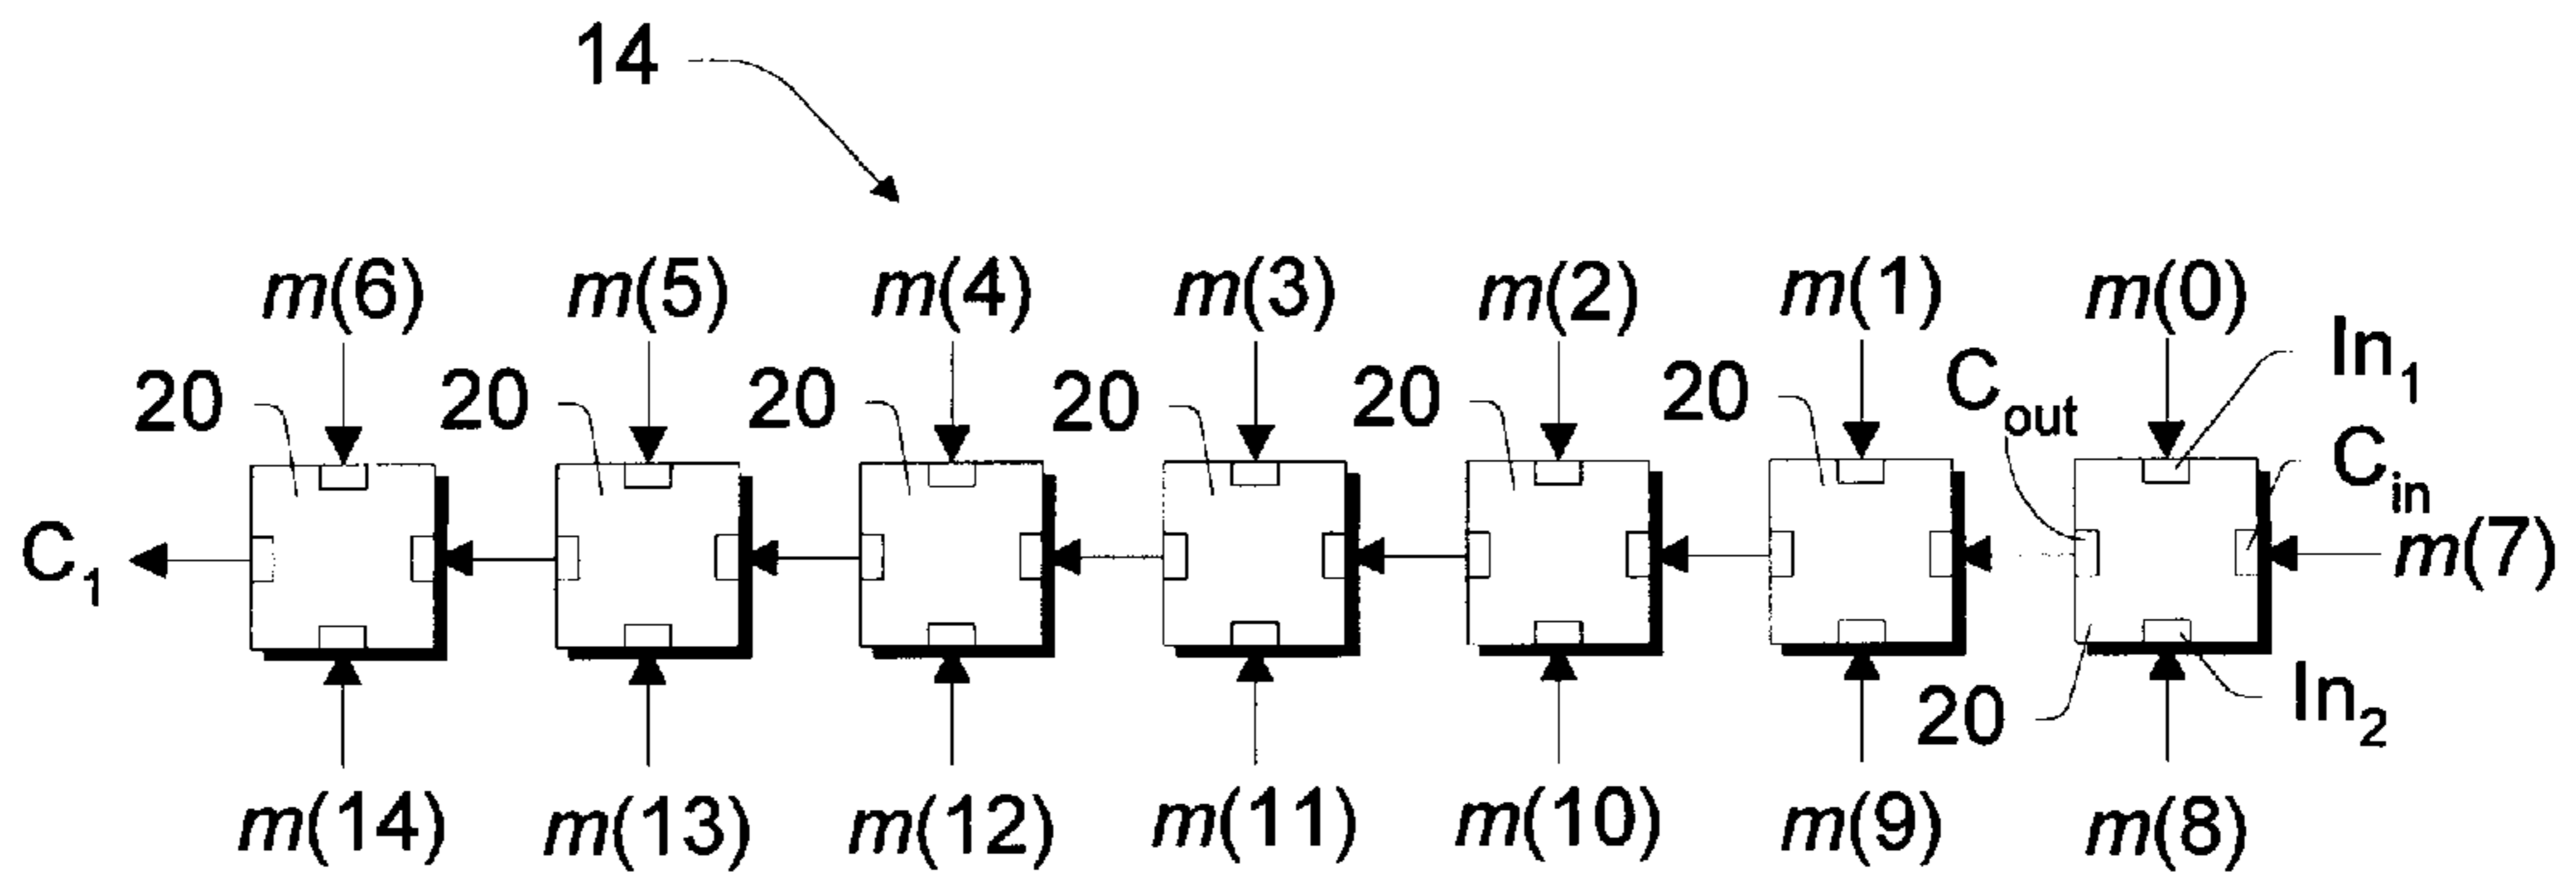 14
m(6) m(5) m(4) m(3) m(2) m(1) m(0)
20 20 20 20 20 20 Cout In1
C1 Cin
m(7)
20 In2
m(14) m(13) m(12) m(11) m(10) m(9) m(8)